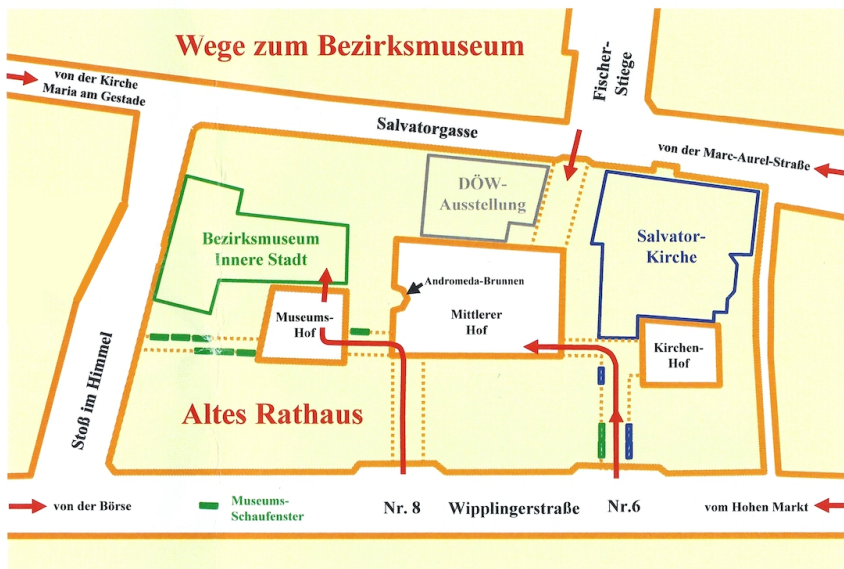 Wege zum Bezirksmuseum
Fischer-
Stiege
von der Kirche
Maria am Gestade
Salvatorgasse
von der Marc-Aurel-Straße
DÖW-
Ausstellung
Bezirksmuseum
Innere Stadt
Salvator-
Kirche
Andromeda-Brunnen
Museums-
Hof
Mittlerer
Hof
Kirchen-
Hof
Stoß im Himmel
Altes Rathaus
von der Börse
Museums-
Schaufenster
Nr. 8
Wipplingerstraße
Nr.6
vom Hohen Markt